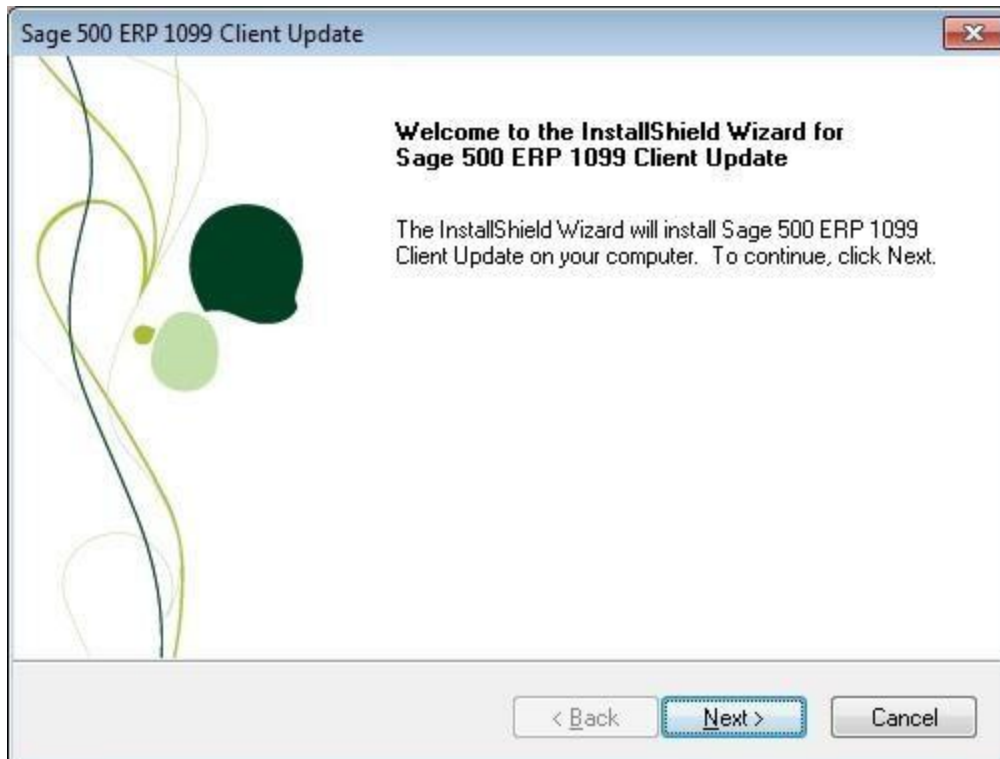 Sage 500 ERP 1099 Client Update
Welcome to the InstallShield Wizard for
Sage 500 ERP 1099 Client Update
The InstallShield Wizard will install Sage 500 ERP 1099
Client Update on your computer.  To continue, click Next.
< Back
Next >
Cancel